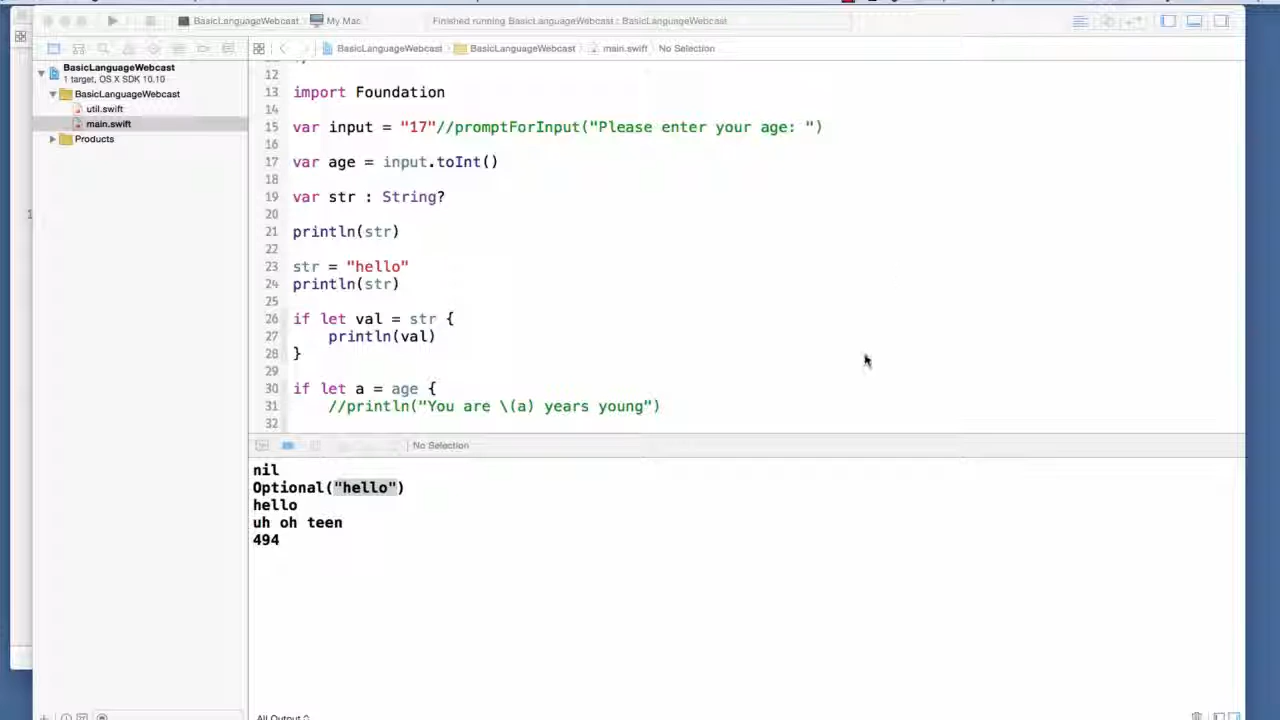 BasicLanguageWebcast My Mac Finished running BasicLanguageWebcast : BasicLanguageWebcast
BasicLanguageWebcast BasicLanguageWebcast main.swift No Selection
BasicLanguageWebcast
1 target, OS X SDK 10.10
BasicLanguageWebcast
util.swift
main.swift
Products
1
12
13 import Foundation
14
15 var input = "17"//promptForInput("Please enter your age: ")
16
17 var age = input.toInt()
18
19 var str : String?
20
21 println(str)
22
23 str = "hello"
24 println(str)
25
26 if let val = str {
27 println(val)
28 }
29
30 if let a = age {
31 //println("You are \(a) years young")
32
No Selection
nil
Optional("hello")
hello
uh oh teen
494
All Output